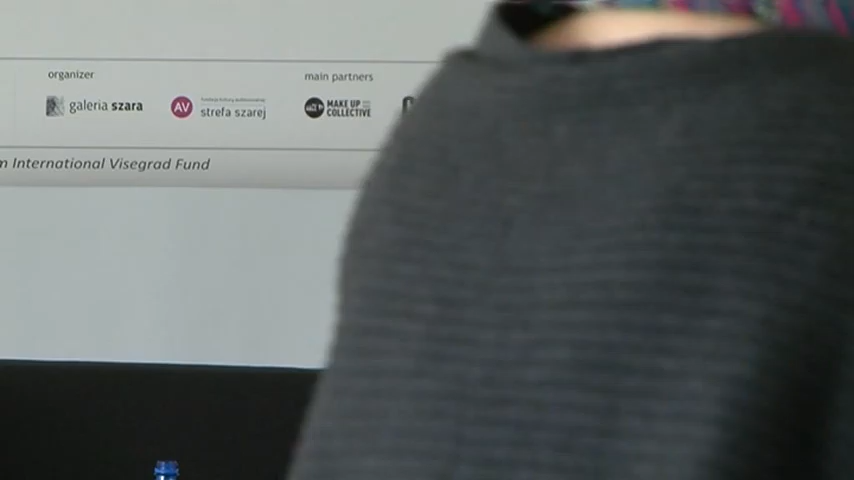 organizer
main partners
galeria szara
AV
strefa szarej
MAKE UP
COLLECTIVE
International Visegrad Fund